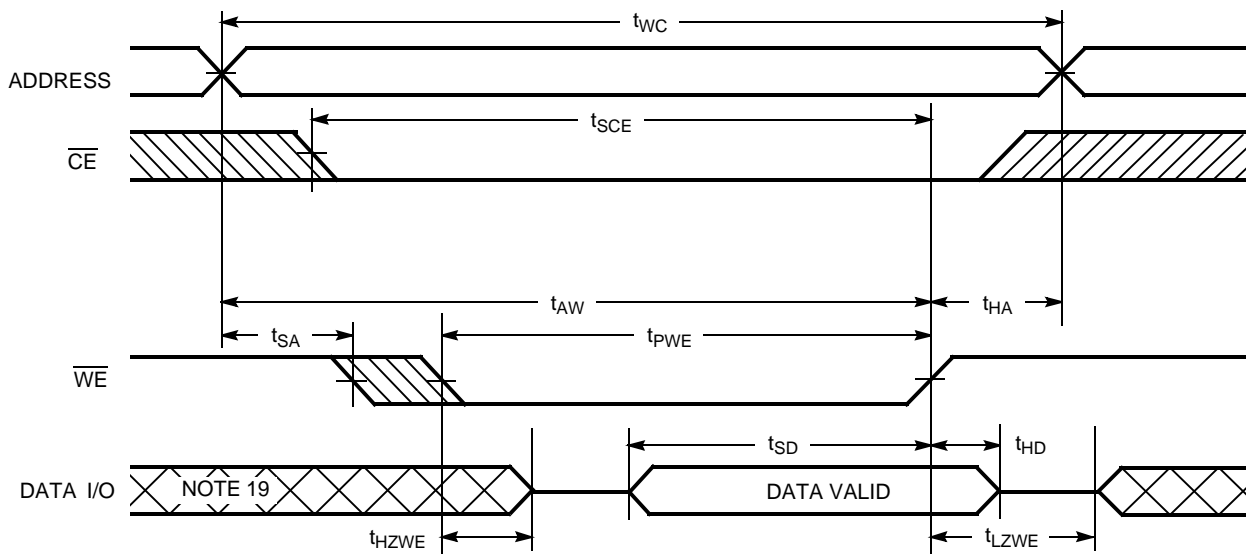 tWC
ADDRESS
tSCE
CE
tAW
tHA
tSA
tPWE
WE
tSD
tHD
DATA I/O
NOTE 19
DATA VALID
tHZWE
tLZWE